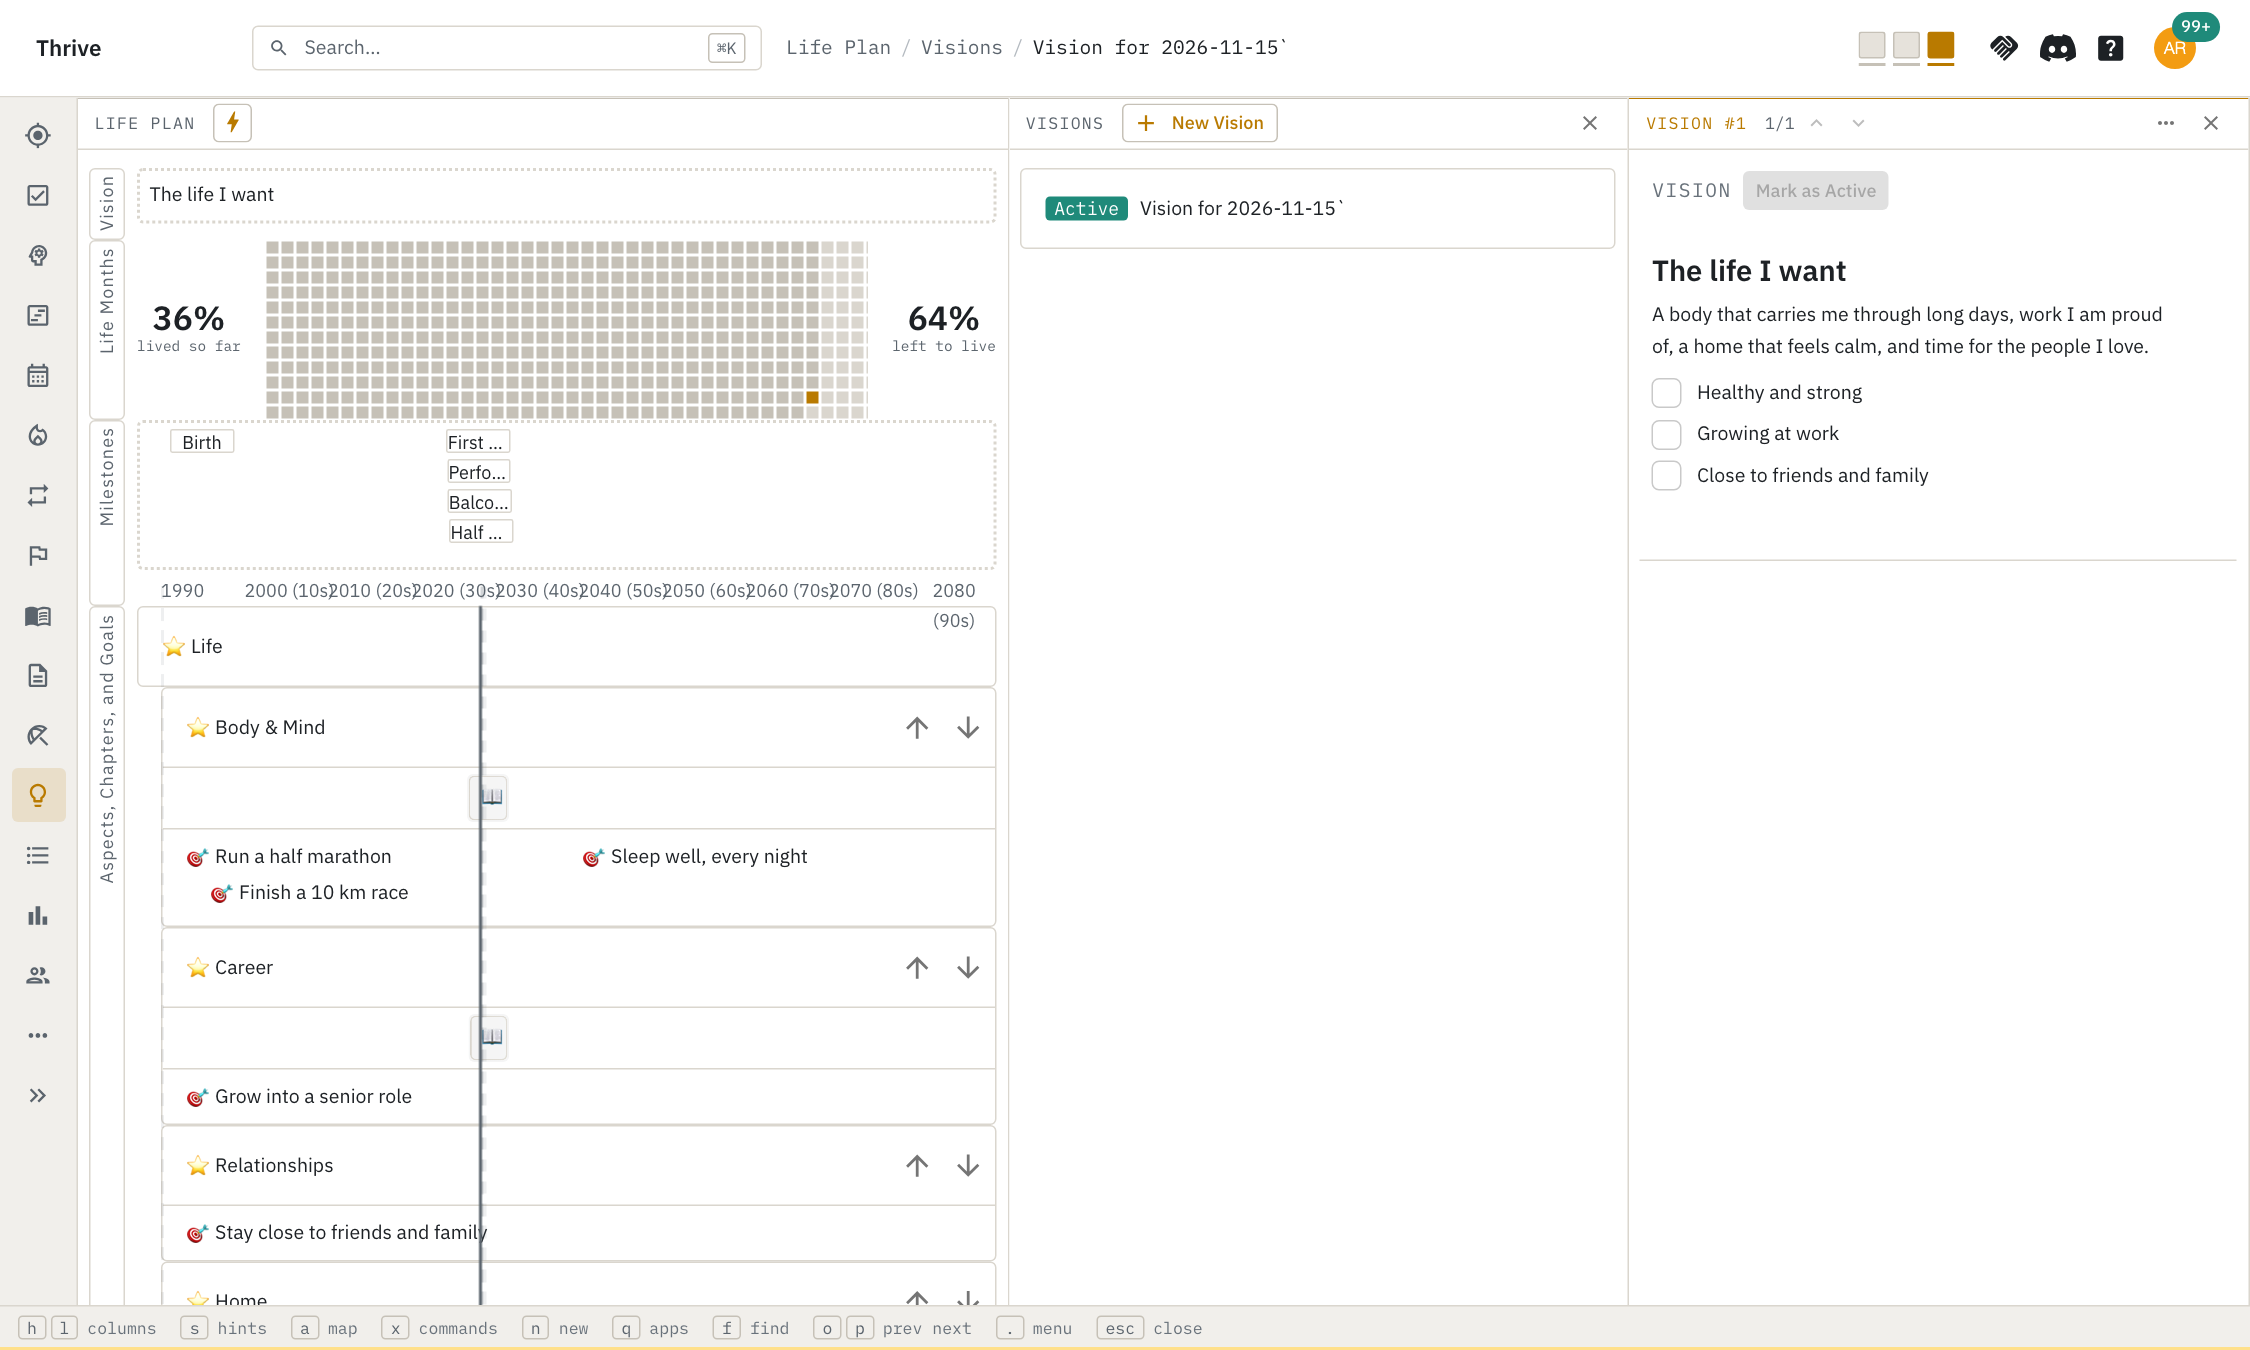 Thrive
Search...
⌘K
Life Plan / Visions / Vision for 2026-11-15`
99+
AR
LIFE PLAN
VISIONS
New Vision
VISION #1 1/1
Vision
The life I want
Life Months
36%
lived so far
64%
left to live
Milestones
Birth
First ...
Perfo...
Balco...
Half ...
1990
2000 (10s)
2010 (20s)
2020 (30s)
2030 (40s)
2040 (50s)
2050 (60s)
2060 (70s)
2070 (80s)
2080 (90s)
Aspects, Chapters, and Goals
Life
Body & Mind
Run a half marathon
Sleep well, every night
Finish a 10 km race
Career
Grow into a senior role
Relationships
Stay close to friends and family
Home
Active Vision for 2026-11-15`
VISION Mark as Active
The life I want
A body that carries me through long days, work I am proud
of, a home that feels calm, and time for the people I love.
Healthy and strong
Growing at work
Close to friends and family
h l columns s hints a map x commands n new q apps f find o p prev next . menu esc close